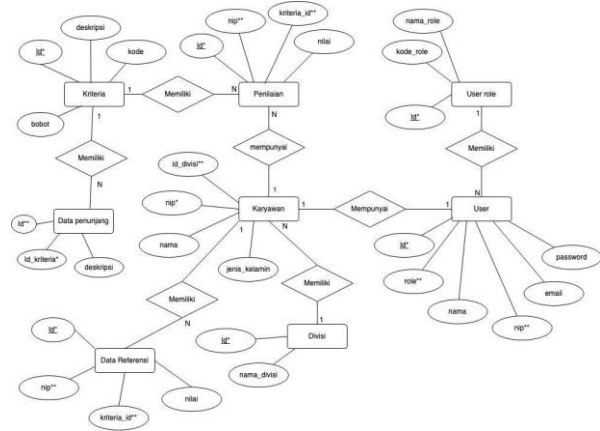 deskripsi
Id*
kode
Kriteria
bobot
1
Memiliki
N
nip**
kriteria_id**
Id*
nilai
Penilaian
nama_role
kode_role
Id*
User role
1
Memiliki
N
1
Memiliki
N
Data penunjang
id**
Id_kriteria*
deskripsi
N
mempunyai
1
id_divisi**
nip*
nama
jenis_kelamin
Karyawan
1
Mempunyai
1
User
Id*
role**
nama
nip**
email
password
1
Memiliki
N
N
Memiliki
1
Id*
nama_divisi
Divisi
Id*
Data Referensi
nip**
kriteria_id**
nilai